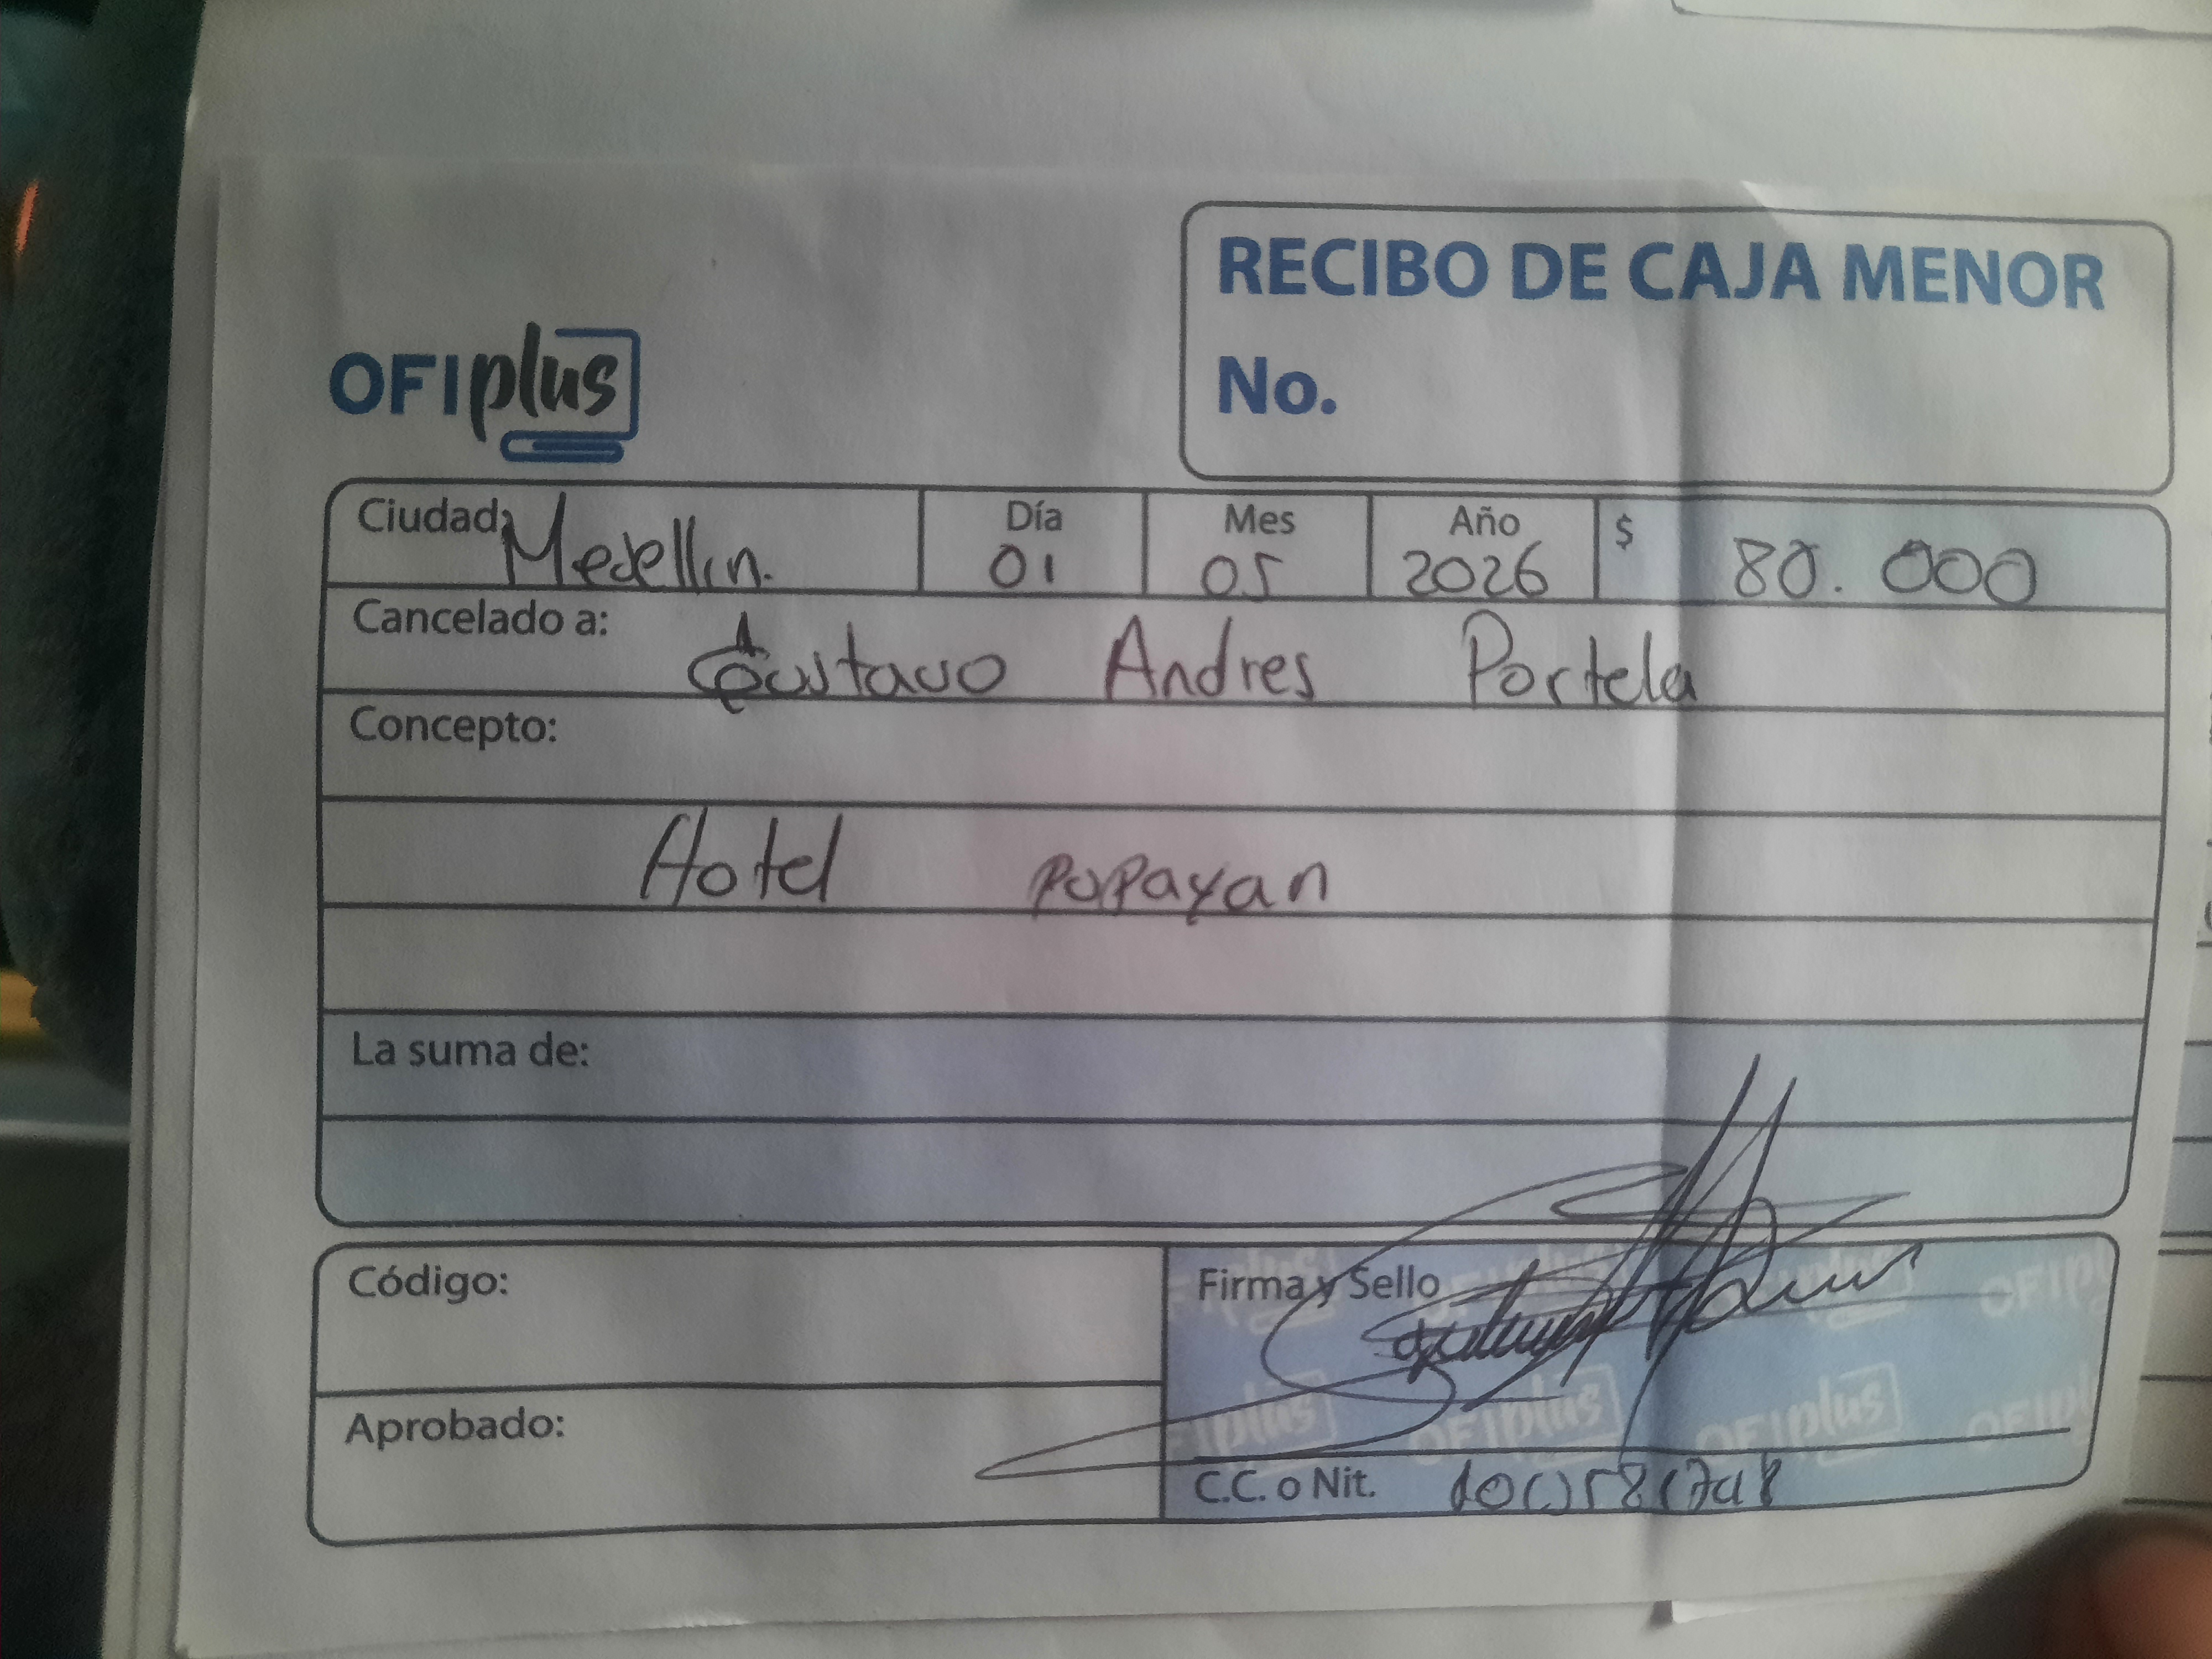 RECIBO DE CAJA MENOR
No.
OFIplus
Ciudad: Medellin.
Día 01
Mes 05
Año 2026
$ 80.000
Cancelado a: Gustavo Andres Portela
Concepto:
Hotel popayan
La suma de:
Código:
Firma y Sello
Aprobado:
C.C. o Nit.